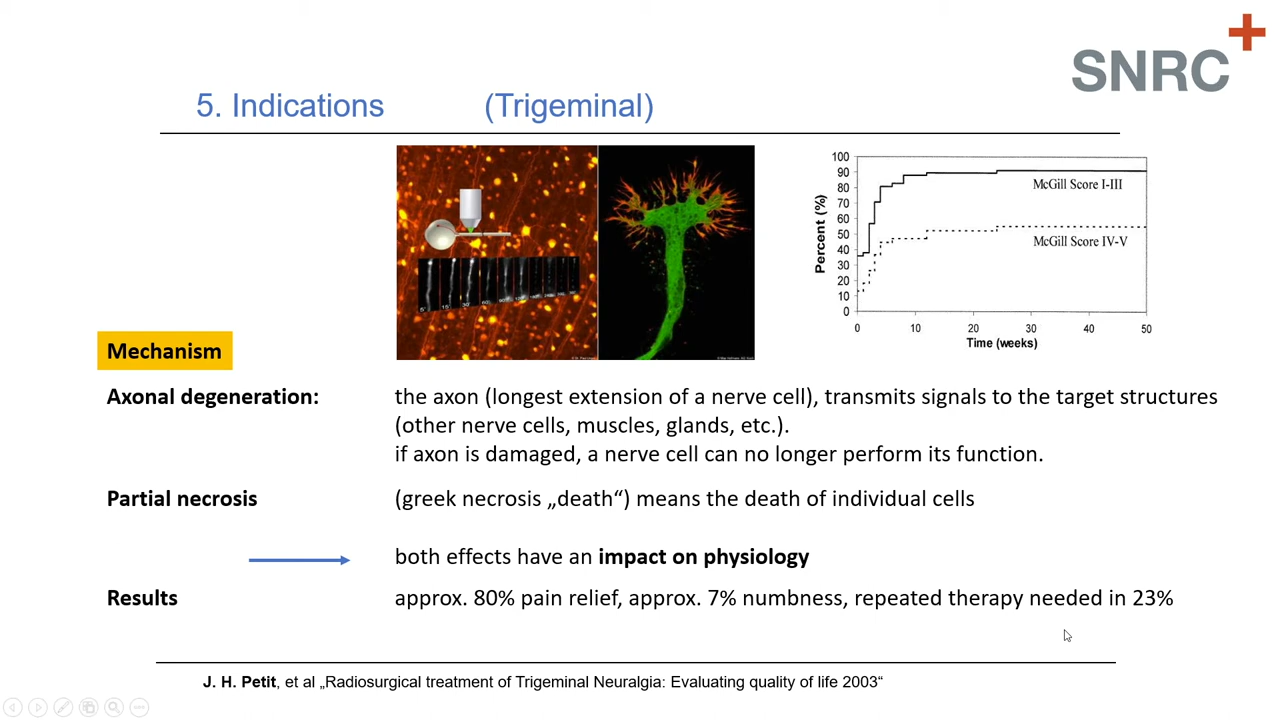 SNRC
5. Indications (Trigeminal)
100
90
80
70
60
50
40
30
20
10
0
Percent (%)
McGill Score I-III
McGill Score IV-V
0 10 20 30 40 50
Time (weeks)
5'
15
30'
60'
Mechanism
Axonal degeneration: the axon (longest extension of a nerve cell), transmits signals to the target structures
(other nerve cells, muscles, glands, etc.).
if axon is damaged, a nerve cell can no longer perform its function.
Partial necrosis (greek necrosis „death“) means the death of individual cells
both effects have an impact on physiology
Results approx. 80% pain relief, approx. 7% numbness, repeated therapy needed in 23%
J. H. Petit, et al „Radiosurgical treatment of Trigeminal Neuralgia: Evaluating quality of life 2003“